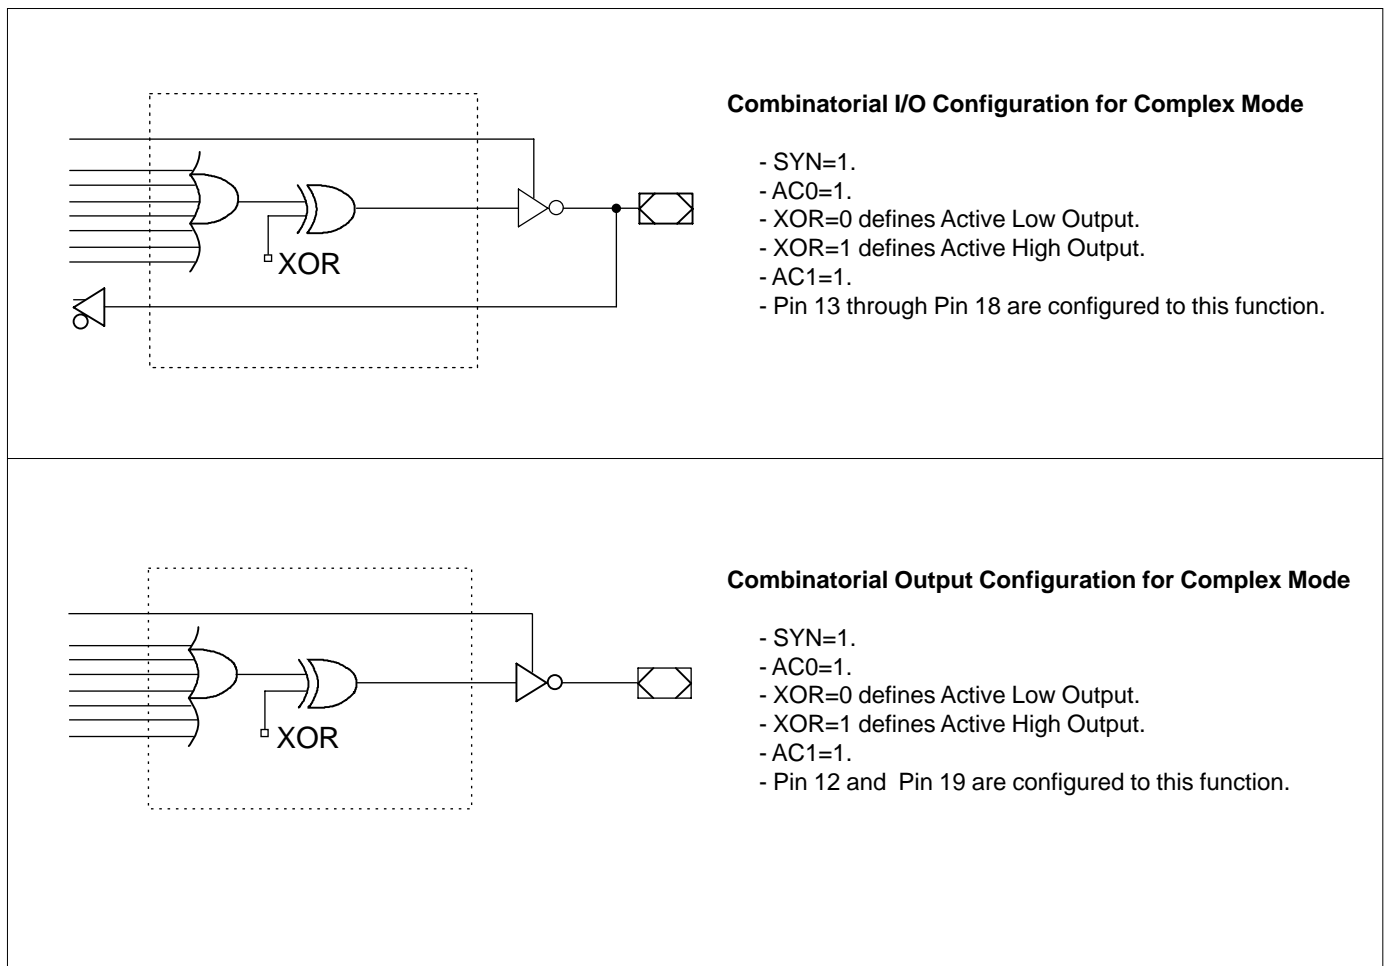 Combinatorial I/O Configuration for Complex Mode
- SYN=1.
- AC0=1.
- XOR=0 defines Active Low Output.
- XOR=1 defines Active High Output.
- AC1=1.
- Pin 13 through Pin 18 are configured to this function.
XOR
Combinatorial Output Configuration for Complex Mode
- SYN=1.
- AC0=1.
- XOR=0 defines Active Low Output.
- XOR=1 defines Active High Output.
- AC1=1.
- Pin 12 and  Pin 19 are configured to this function.
XOR